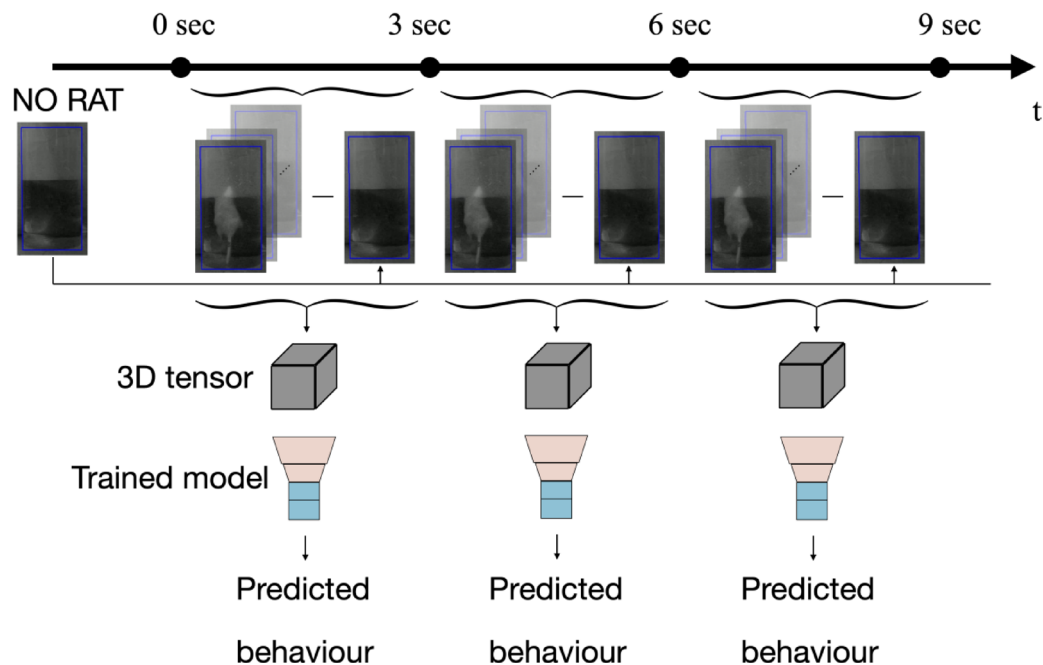 0 sec
3 sec
6 sec
9 sec
t
NO RAT
3D tensor
Trained model
Predicted
behaviour
Predicted
behaviour
Predicted
behaviour